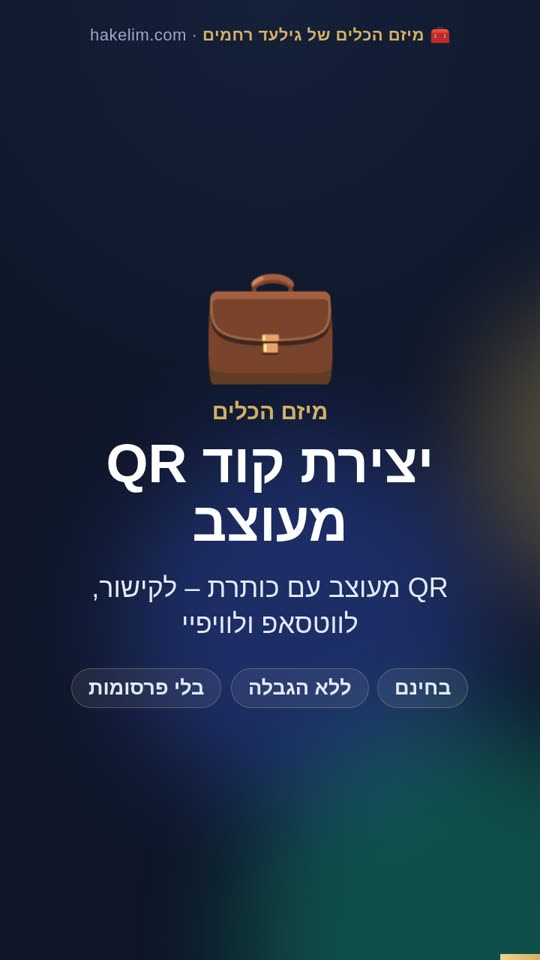 🧰 מיזם הכלים של גילעד רחמים · hakelim.com
מיזם הכלים
יצירת קוד QR
מעוצב
QR מעוצב עם כותרת – לקישור,
לווטסאפ ולוויפיי
בחינם
ללא הגבלה
בלי פרסומות